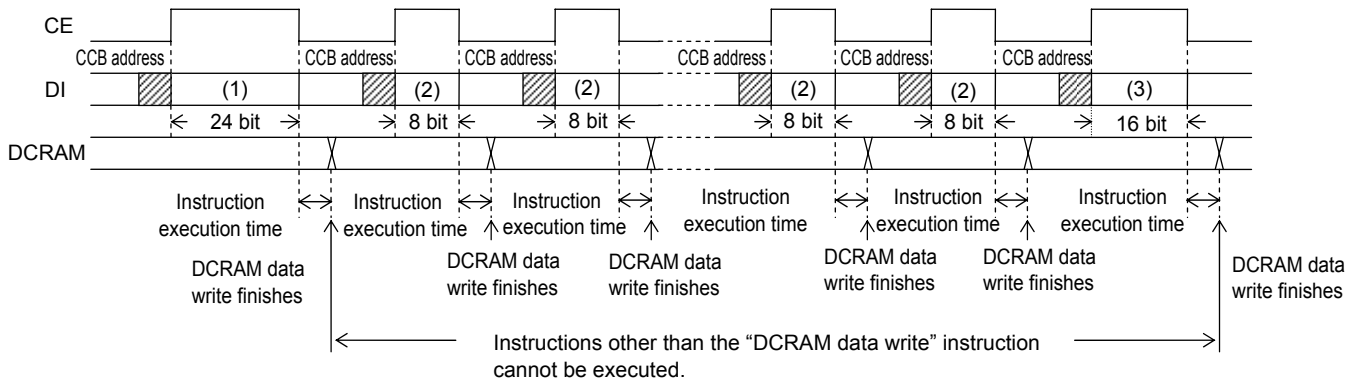 CE
CCB address CCB address CCB address CCB address CCB address CCB address
DI (1) (2) (2) (2) (2) (3)
24 bit 8 bit 8 bit 8 bit 8 bit 16 bit
DCRAM
Instruction Instruction Instruction Instruction Instruction Instruction
execution time execution time execution time execution time execution time execution time
DCRAM data DCRAM data DCRAM data DCRAM data DCRAM data DCRAM data
write finishes write finishes write finishes write finishes write finishes write finishes
Instructions other than the “DCRAM data write” instruction
cannot be executed.